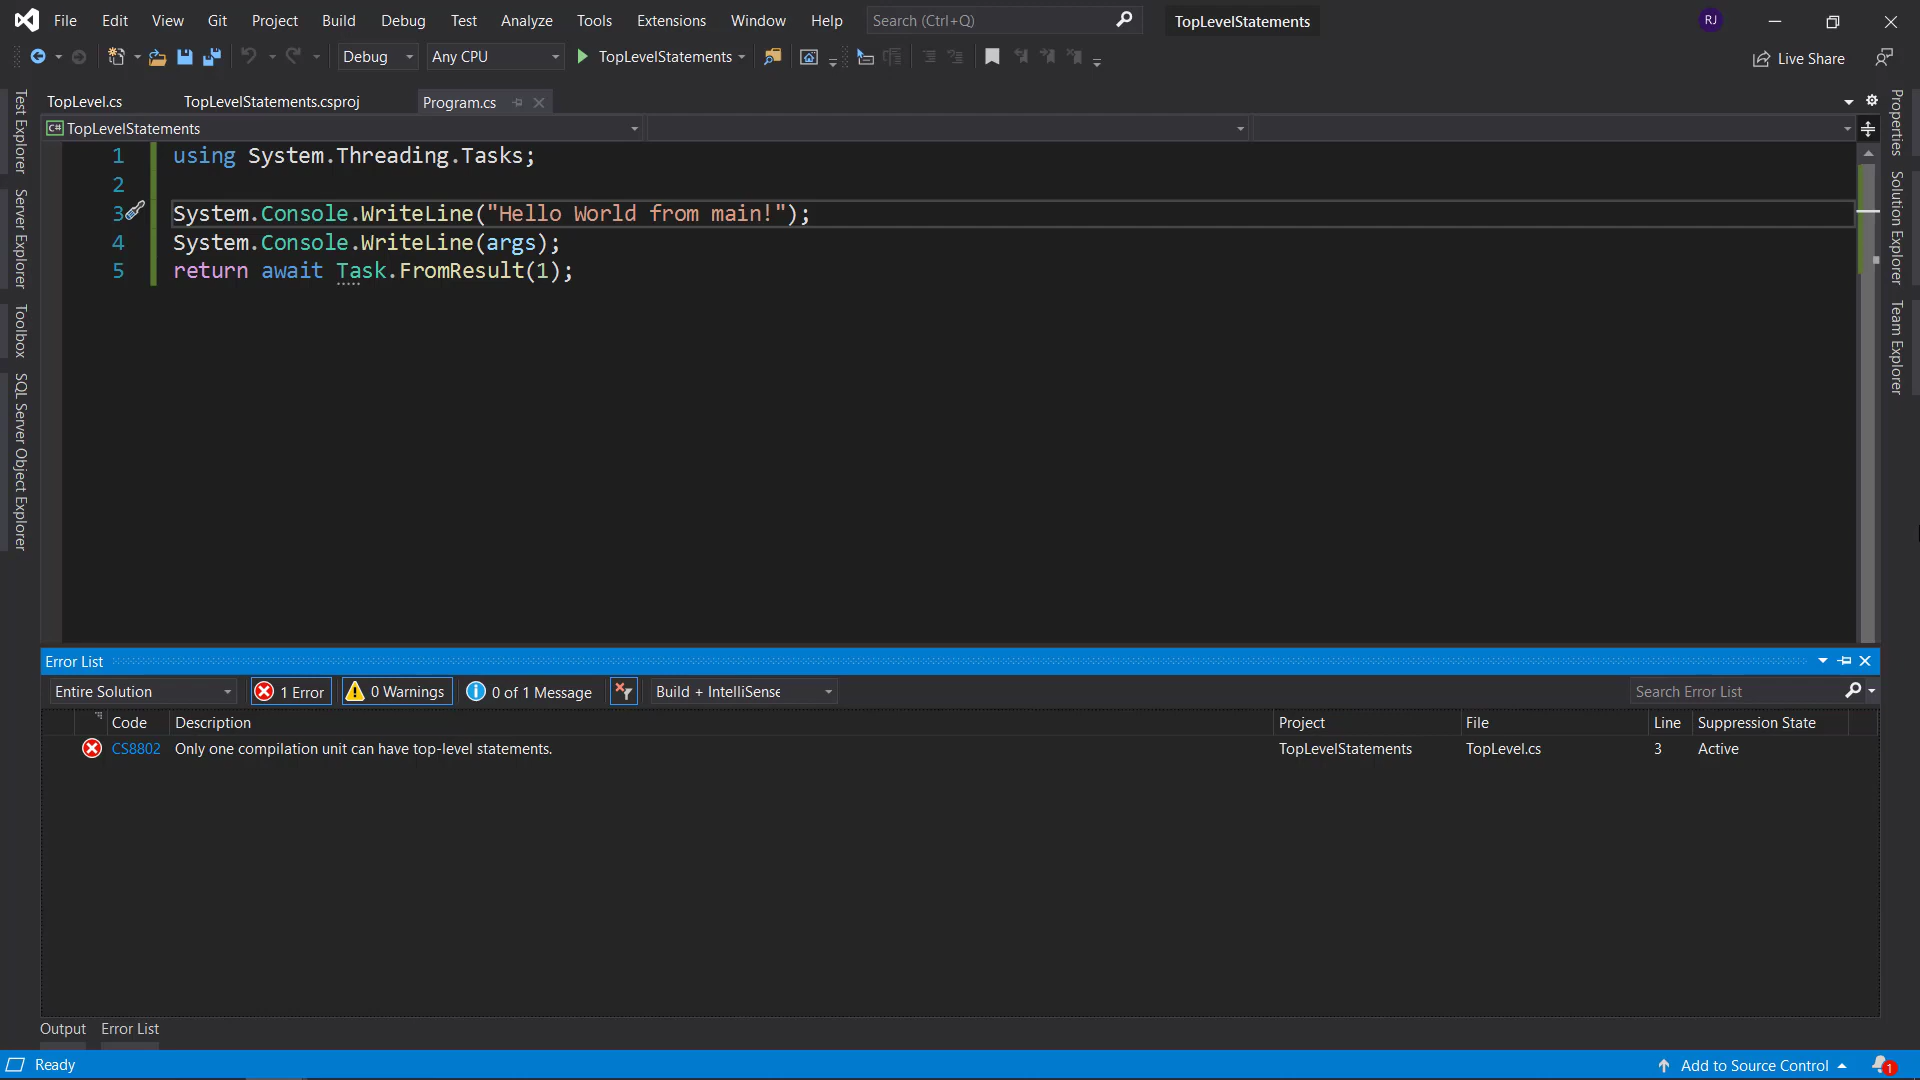 File Edit View Git Project Build Debug Test Analyze Tools Extensions Window Help Search (Ctrl+Q) TopLevelStatements RJ
Debug Any CPU TopLevelStatements Live Share
TopLevel.cs TopLevelStatements.csproj Program.cs
C# TopLevelStatements
Test Explorer
Server Explorer
Toolbox
SQL Server Object Explorer
1 using System.Threading.Tasks;
2
3 System.Console.WriteLine("Hello World from main!");
4 System.Console.WriteLine(args);
5 return await Task.FromResult(1);
Properties
Solution Explorer
Team Explorer
Error List
Entire Solution 1 Error 0 Warnings 0 of 1 Message Build + IntelliSense Search Error List
Code Description Project File Line Suppression State
CS8802 Only one compilation unit can have top-level statements. TopLevelStatements TopLevel.cs 3 Active
Output Error List
Ready Add to Source Control 1